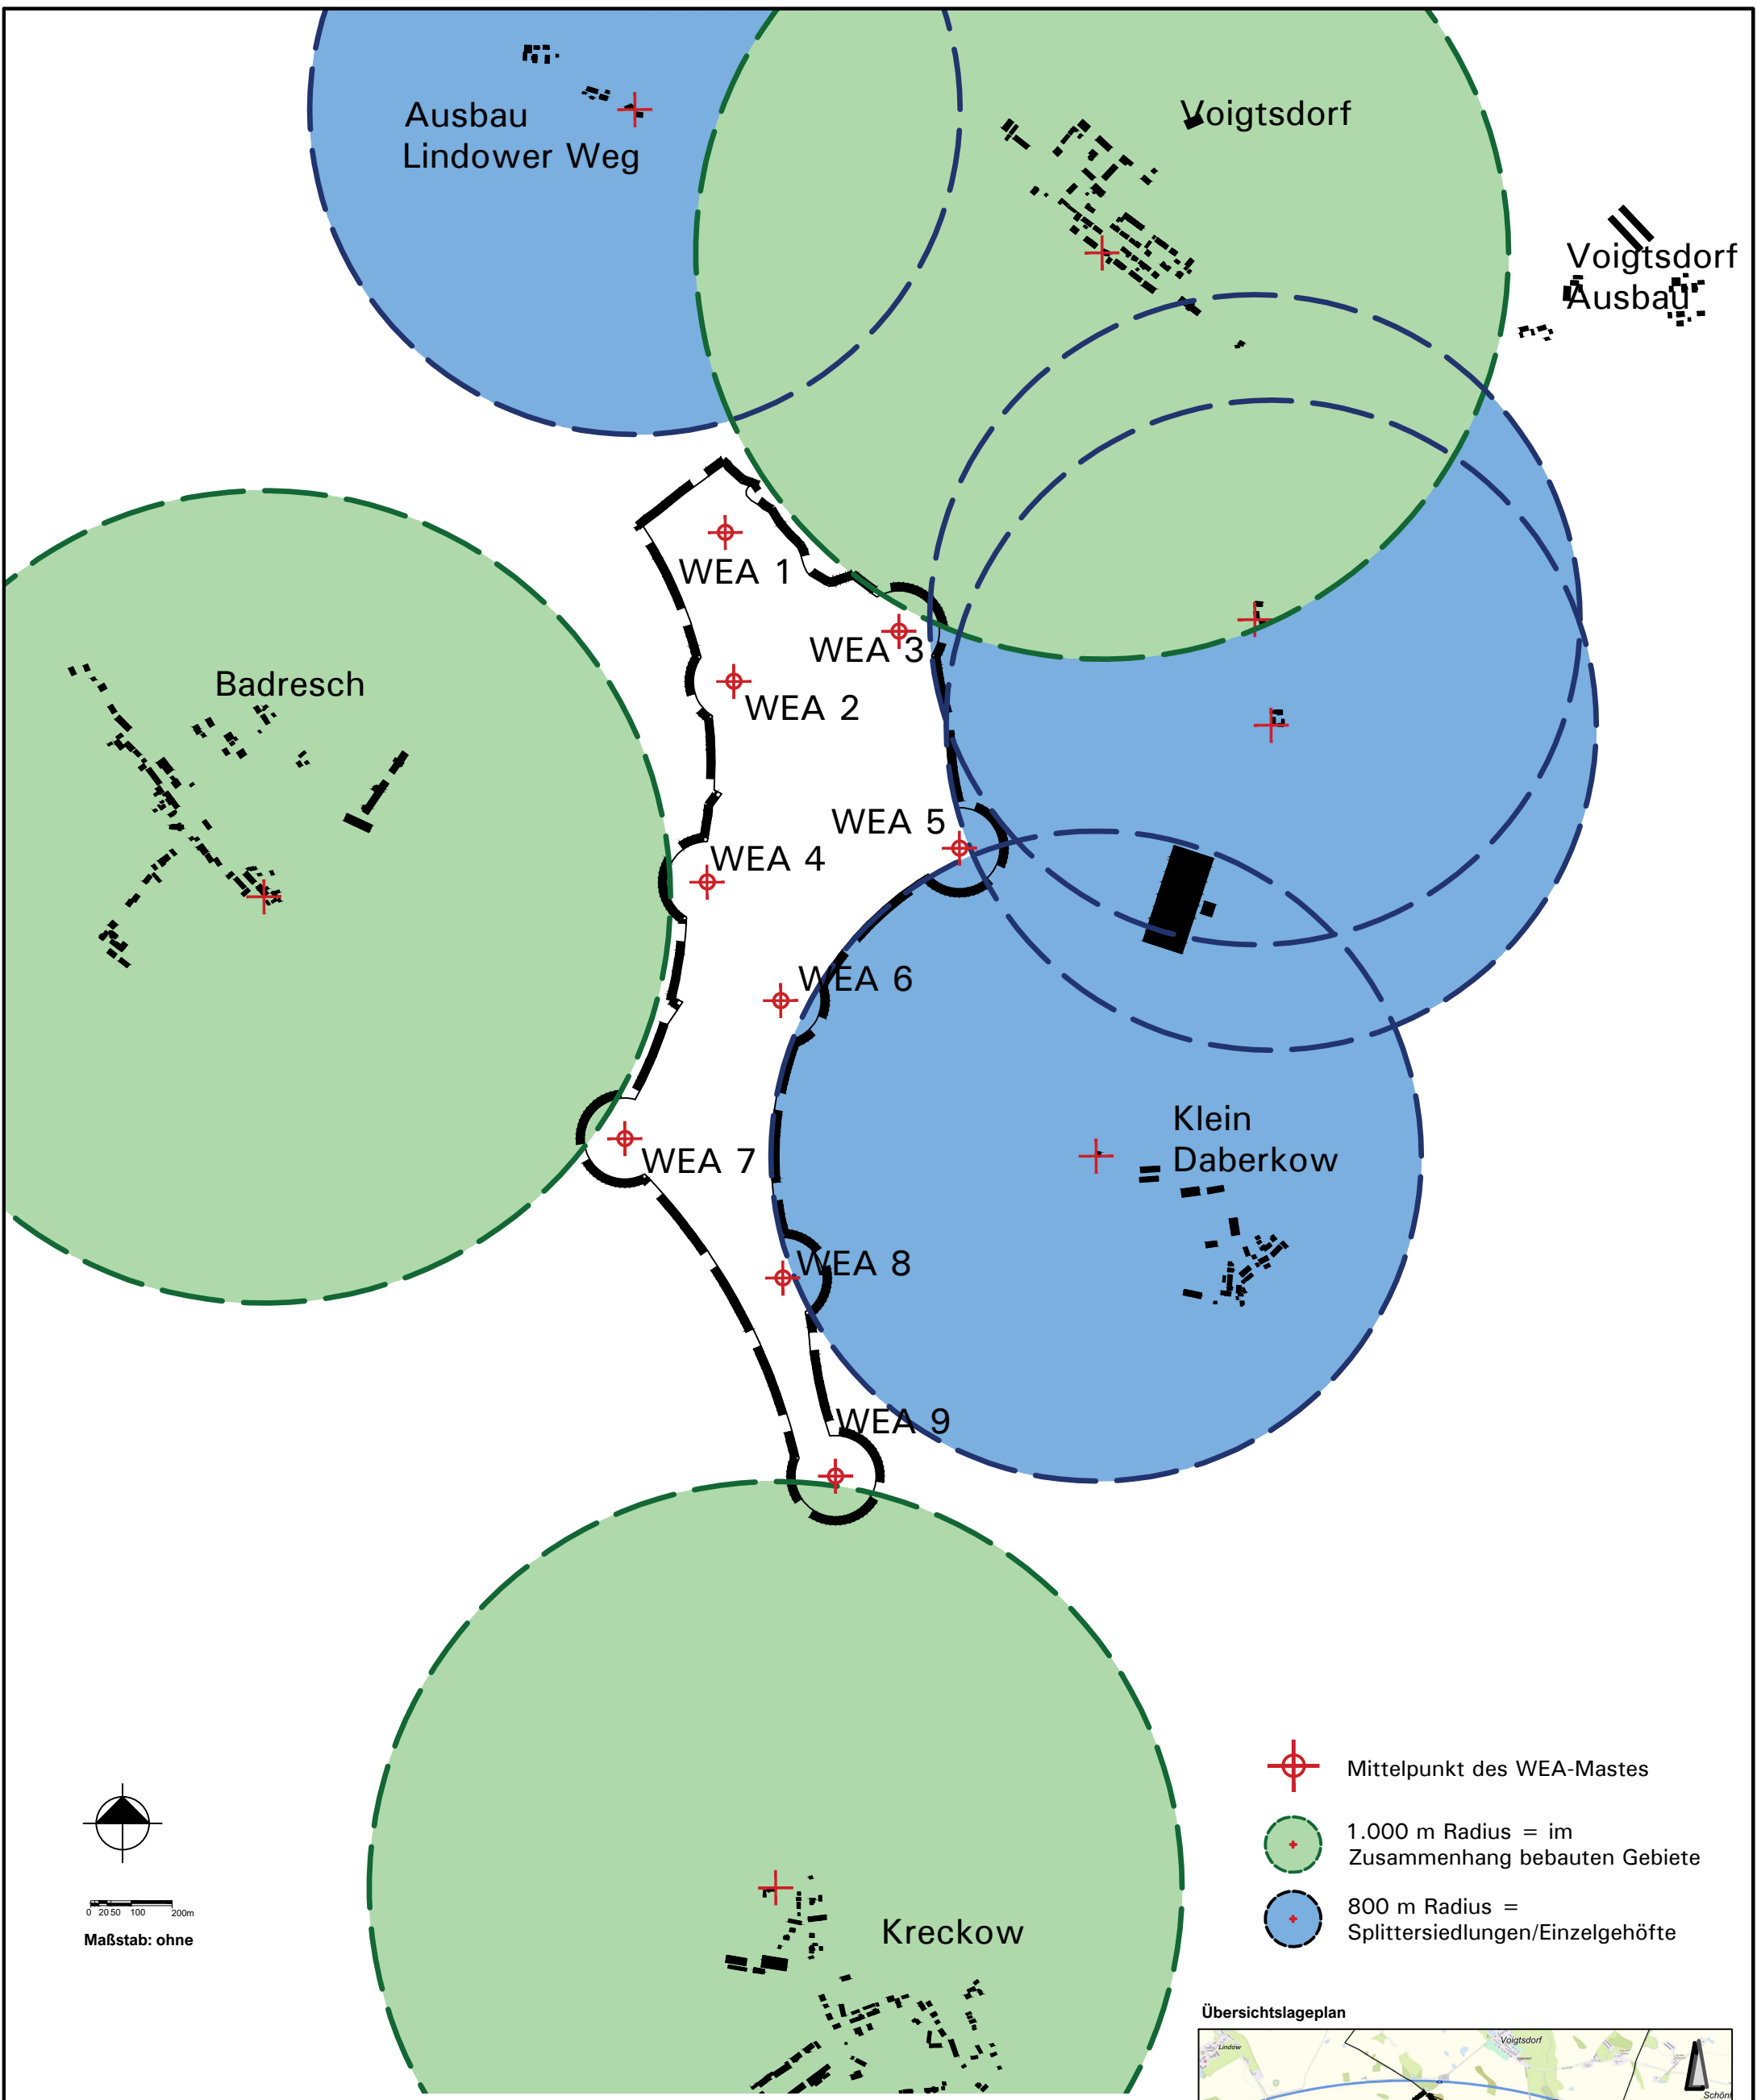 Ausbau
Lindower Weg
Voigtsdorf
Voigtsdorf
Ausbau
WEA 1
WEA 3
Badresch
WEA 2
WEA 5
WEA 4
WEA 6
Klein
Daberkow
WEA 7
WEA 8
WEA 9
Mittelpunkt des WEA-Mastes
1.000 m Radius = im
Zusammenhang bebauten Gebiete
800 m Radius =
Splittersiedlungen/Einzelgehöfte
0 20 50 100 200m
Maßstab: ohne
Kreckow
Übersichtslageplan
Lindow
Voigtsdorf